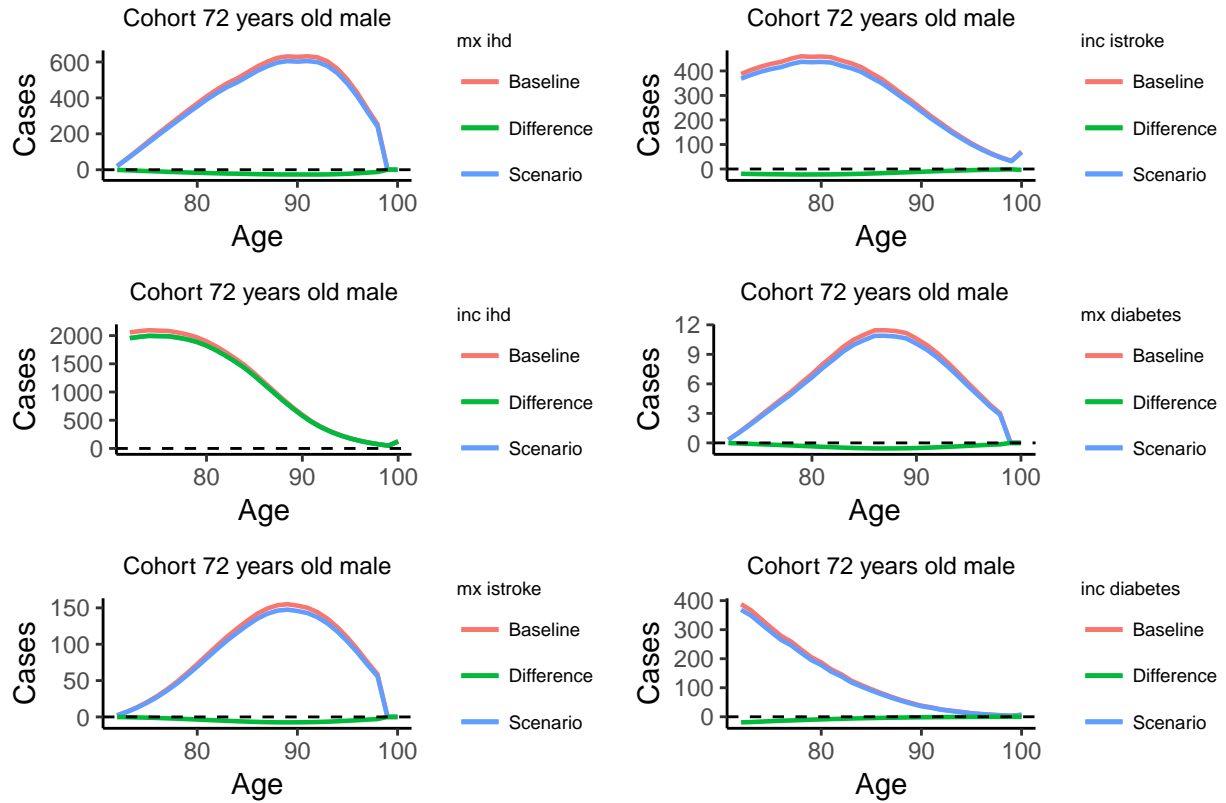 Cohort 72 years old male
mx ihd
Baseline
Difference
Scenario
Cases
600
400
200
0
80 90 100
Age
Cohort 72 years old male
inc istroke
Baseline
Difference
Scenario
Cases
400
300
200
100
0
80 90 100
Age
Cohort 72 years old male
inc ihd
Baseline
Difference
Scenario
Cases
2000
1500
1000
500
0
80 90 100
Age
Cohort 72 years old male
mx diabetes
Baseline
Difference
Scenario
Cases
12
9
6
3
0
80 90 100
Age
Cohort 72 years old male
mx istroke
Baseline
Difference
Scenario
Cases
150
100
50
0
80 90 100
Age
Cohort 72 years old male
inc diabetes
Baseline
Difference
Scenario
Cases
400
300
200
100
0
80 90 100
Age